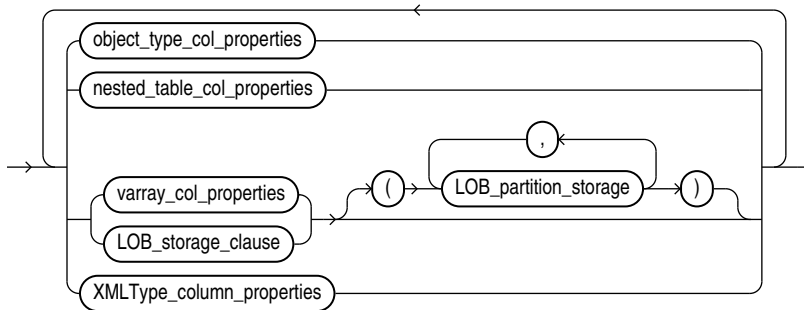 object_type_col_properties
nested_table_col_properties
,
( LOB_partition_storage )
varray_col_properties
LOB_storage_clause
XMLType_column_properties